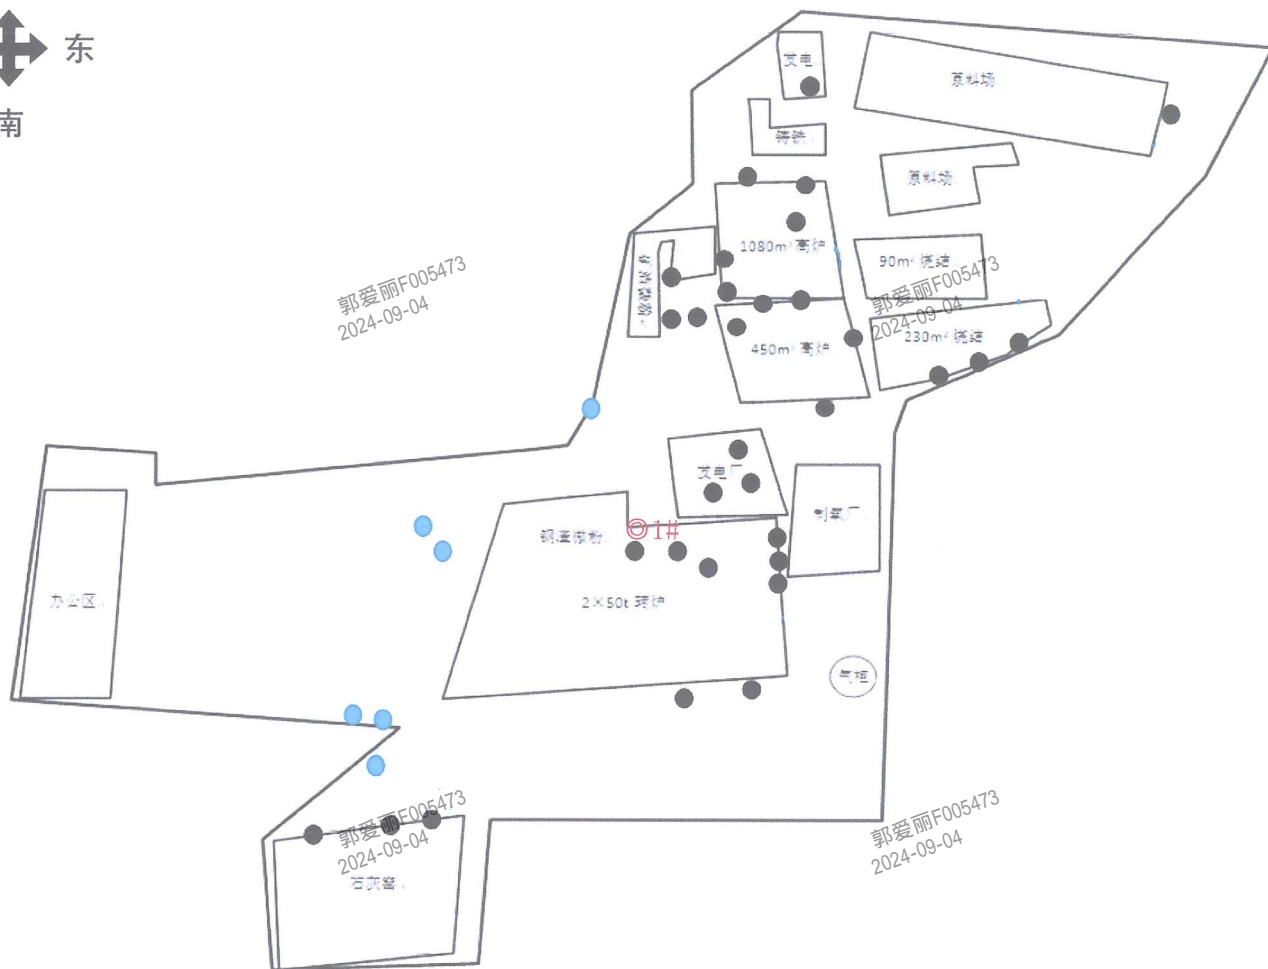 东
南
发电
原料场
铸铁
原料场
1080m³高炉
90m²烧结
郭爱丽F005473
2024-09-04
郭爱丽F005473
2024-09-04
230m²烧结
450m³高炉
发电厂
制氧厂
1#
钢渣微粉
办公区
2×50t 转炉
气柜
郭爱丽F005473
2024-09-04
郭爱丽F005473
2024-09-04
石灰窑